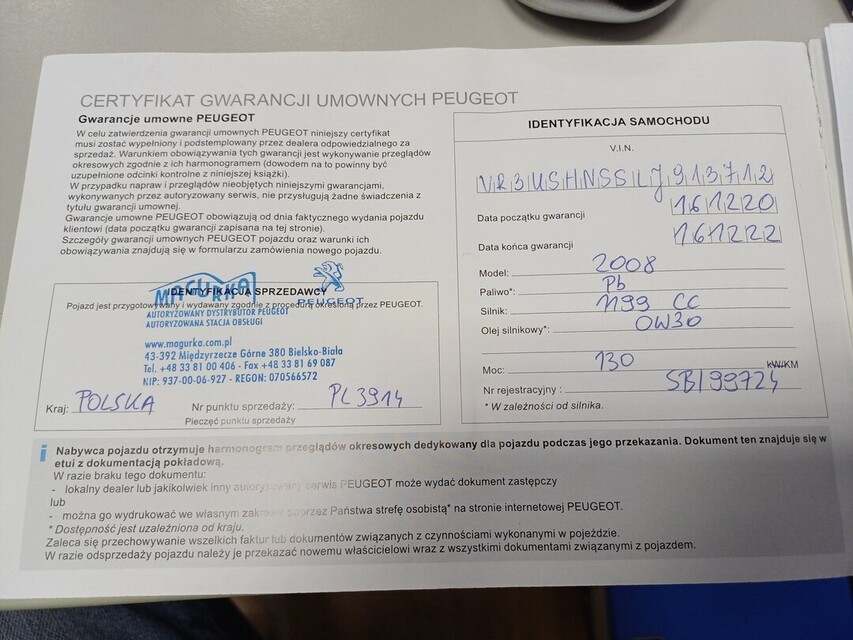 CERTYFIKAT GWARANCJI UMOWNYCH PEUGEOT
Gwarancje umowne PEUGEOT
W celu zatwierdzenia gwarancji umownych PEUGEOT niniejszy certyfikat
musi zostać wypełniony i podstemplowany przez dealera odpowiedzialnego za
sprzedaż. Warunkiem obowiązywania tych gwarancji jest wykonywanie przeglądów
okresowych zgodnie z ich harmonogramem (dowodem na to powinny być
uzupełnione odcinki kontrolne z niniejszej książki).
W przypadku napraw i przeglądów nieobjętych niniejszymi gwarancjami,
wykonywanych przez autoryzowany serwis, nie przysługują żadne świadczenia z
tytułu gwarancji umownej.
Gwarancje umowne PEUGEOT obowiązują od dnia faktycznego wydania pojazdu
klientowi (data początku gwarancji zapisana na tej stronie).
Szczegóły gwarancji umownych PEUGEOT pojazdu oraz warunki ich
obowiązywania znajdują się w formularzu zamówienia nowego pojazdu.
IDENTYFIKACJA SPRZEDAWCY
MAGURKA
PEUGEOT
Pojazd jest przygotowywany i wydawany zgodnie z procedurą określoną przez PEUGEOT.
AUTORYZOWANY DYSTRYBUTOR PEUGEOT
AUTORYZOWANA STACJA OBSŁUGI
www.magurka.com.pl
43-392 Międzyrzecze Górne 380 Bielsko-Biała
Tel. +48 33 81 00 406 - Fax +48 33 81 69 087
NIP: 937-00-06-927 - REGON: 070566572
Kraj: POLSKA Nr punktu sprzedaży: PL3914
Pieczęć punktu sprzedaży
IDENTYFIKACJA SAMOCHODU
V.I.N.
VR3USHNSSLJ913712
Data początku gwarancji 161220
Data końca gwarancji 161222
Model: 2008
Paliwo*: Pb
Silnik: 1199 CC
Olej silnikowy*: 0W30
Moc: 130 kW/KM
Nr rejestracyjny : SBI99724
* W zależności od silnika.
i Nabywca pojazdu otrzymuje harmonogram przeglądów okresowych dedykowany dla pojazdu podczas jego przekazania. Dokument ten znajduje się w
etui z dokumentacją pokładową.
W razie braku tego dokumentu:
- lokalny dealer lub jakikolwiek inny autoryzowany serwis PEUGEOT może wydać dokument zastępczy
lub
- można go wydrukować we własnym zakresie poprzez Państwa strefę osobistą* na stronie internetowej PEUGEOT.
* Dostępność jest uzależniona od kraju.
Zaleca się przechowywanie wszelkich faktur lub dokumentów związanych z czynnościami wykonanymi w pojeździe.
W razie odsprzedaży pojazdu należy je przekazać nowemu właścicielowi wraz z wszystkimi dokumentami związanymi z pojazdem.